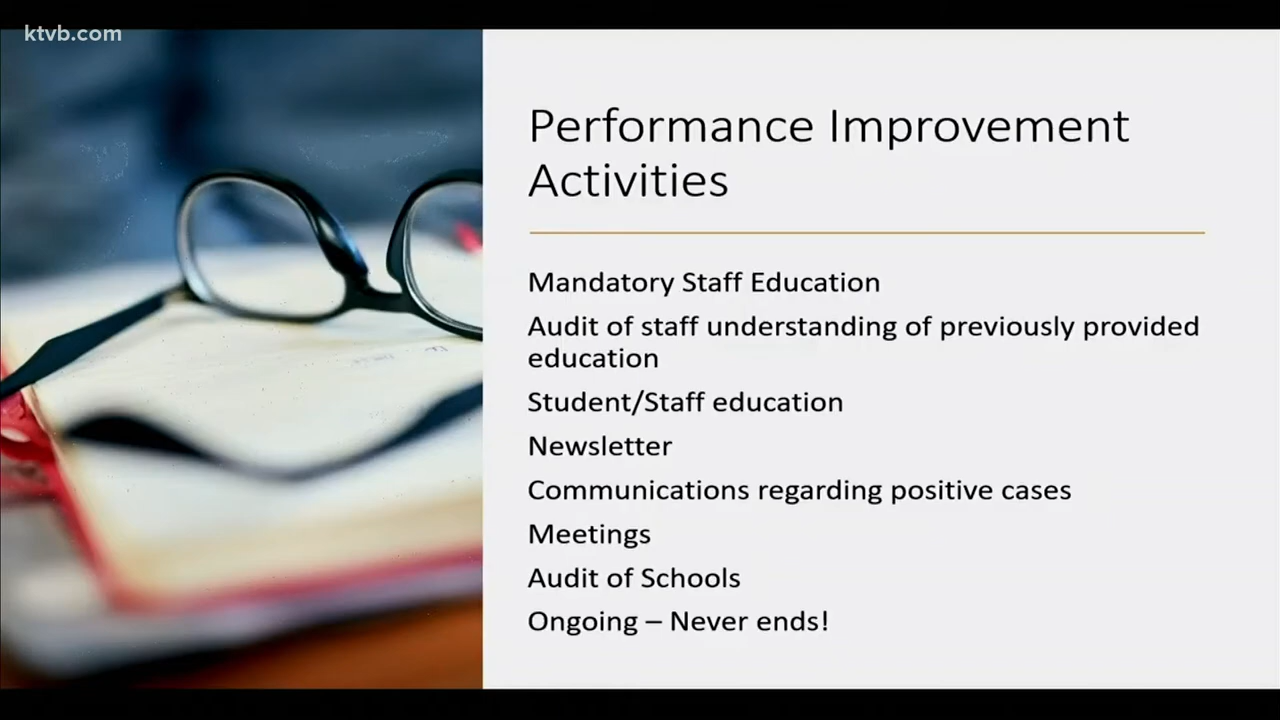 ktvb.com
Performance Improvement
Activities
Mandatory Staff Education
Audit of staff understanding of previously provided
education
Student/Staff education
Newsletter
Communications regarding positive cases
Meetings
Audit of Schools
Ongoing – Never ends!